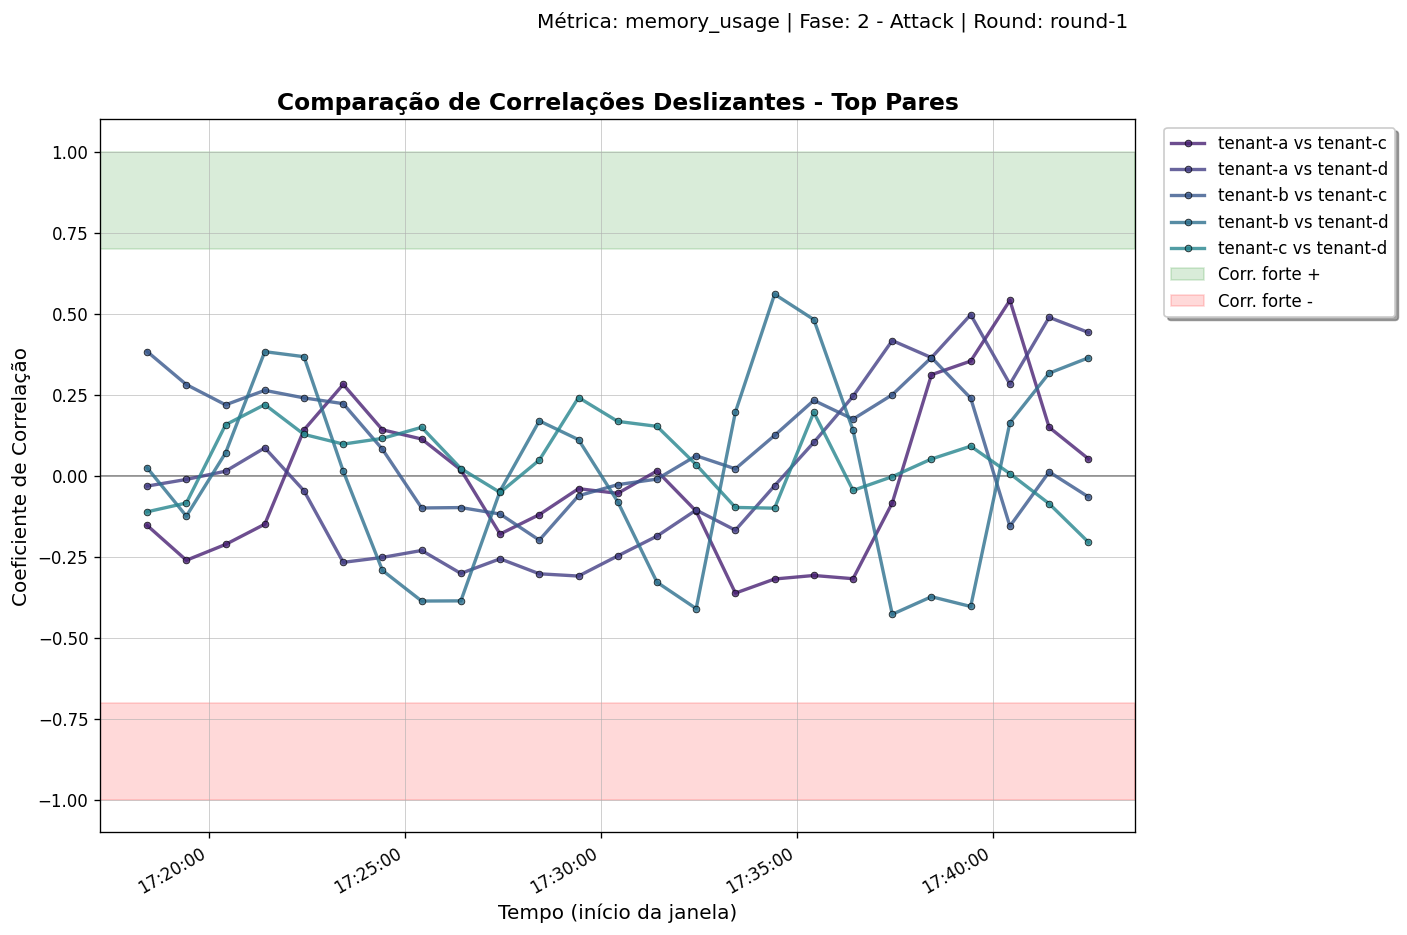 Métrica: memory_usage | Fase: 2 - Attack | Round: round-1
Comparação de Correlações Deslizantes - Top Pares
Coeficiente de Correlação
1.00
0.75
0.50
0.25
0.00
−0.25
−0.50
−0.75
−1.00
17:20:00
17:25:00
17:30:00
17:35:00
17:40:00
Tempo (início da janela)
tenant-a vs tenant-c
tenant-a vs tenant-d
tenant-b vs tenant-c
tenant-b vs tenant-d
tenant-c vs tenant-d
Corr. forte +
Corr. forte -